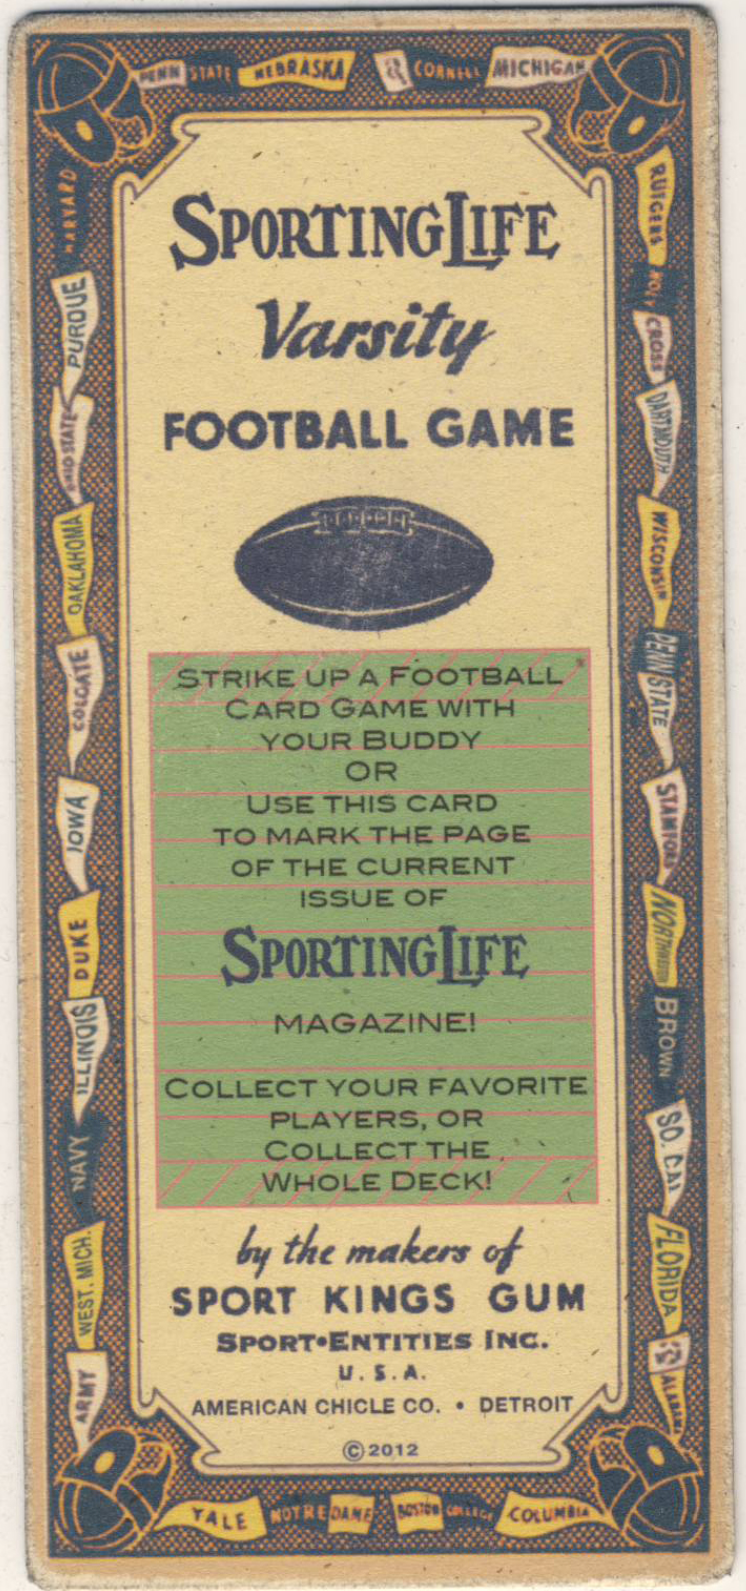 PENN STATE
NEBRASKA
CORNELL
MICHIGAN
HARVARD
PURDUE
OHIO STATE
OAKLAHOMA
COLGATE
IOWA
DUKE
ILLINOIS
NAVY
WEST. MICH.
ARMY
SPORTING LIFE
Varsity
FOOTBALL GAME
STRIKE UP A FOOTBALL
CARD GAME WITH
YOUR BUDDY
OR
USE THIS CARD
TO MARK THE PAGE
OF THE CURRENT
ISSUE OF
SPORTING LIFE
MAGAZINE!
COLLECT YOUR FAVORITE
PLAYERS, OR
COLLECT THE
WHOLE DECK!
by the makers of
SPORT KINGS GUM
SPORT•ENTITIES INC.
U.S.A.
AMERICAN CHICLE CO. • DETROIT
©2012
RUTGERS
HOLY CROSS
DARTMOUTH
WISCONSIN
PENN STATE
STANFORD
NORTHWESTERN
BROWN
SO. CAL
FLORIDA
ALABAMA
YALE
NOTRE DAME
BOSTON COLLEGE
COLUMBIA